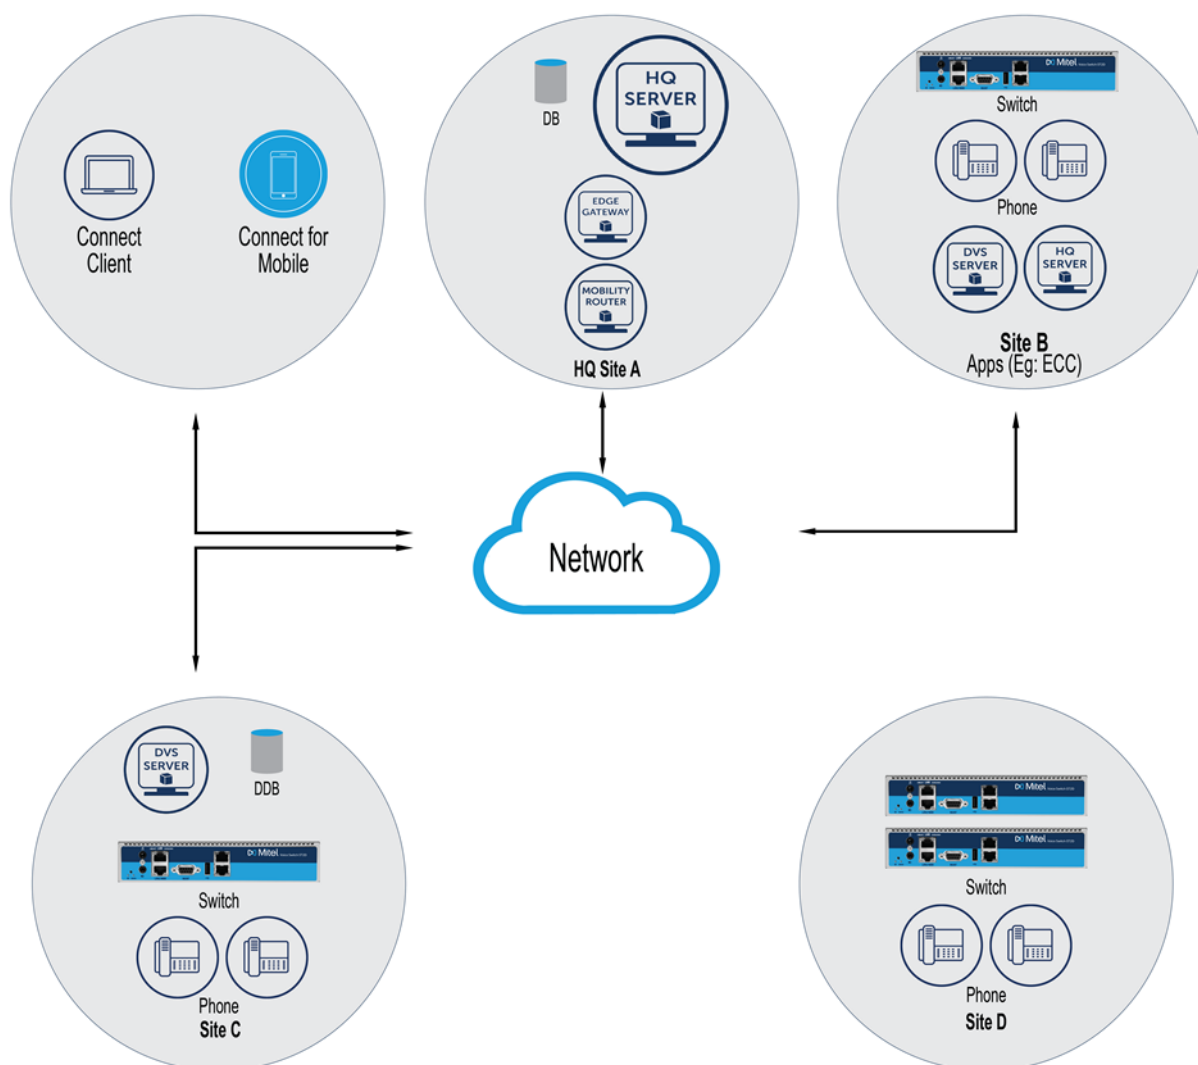 Connect
Client
Connect for
Mobile
DB
HQ
SERVER
EDGE
GATEWAY
MOBILITY
ROUTER
HQ Site A
Mitel
Switch
Phone
DVS
SERVER
HQ
SERVER
Site B
Apps (Eg: ECC)
Network
DVS
SERVER
DDB
Mitel
Switch
Phone
Site C
Mitel
Mitel
Switch
Phone
Site D